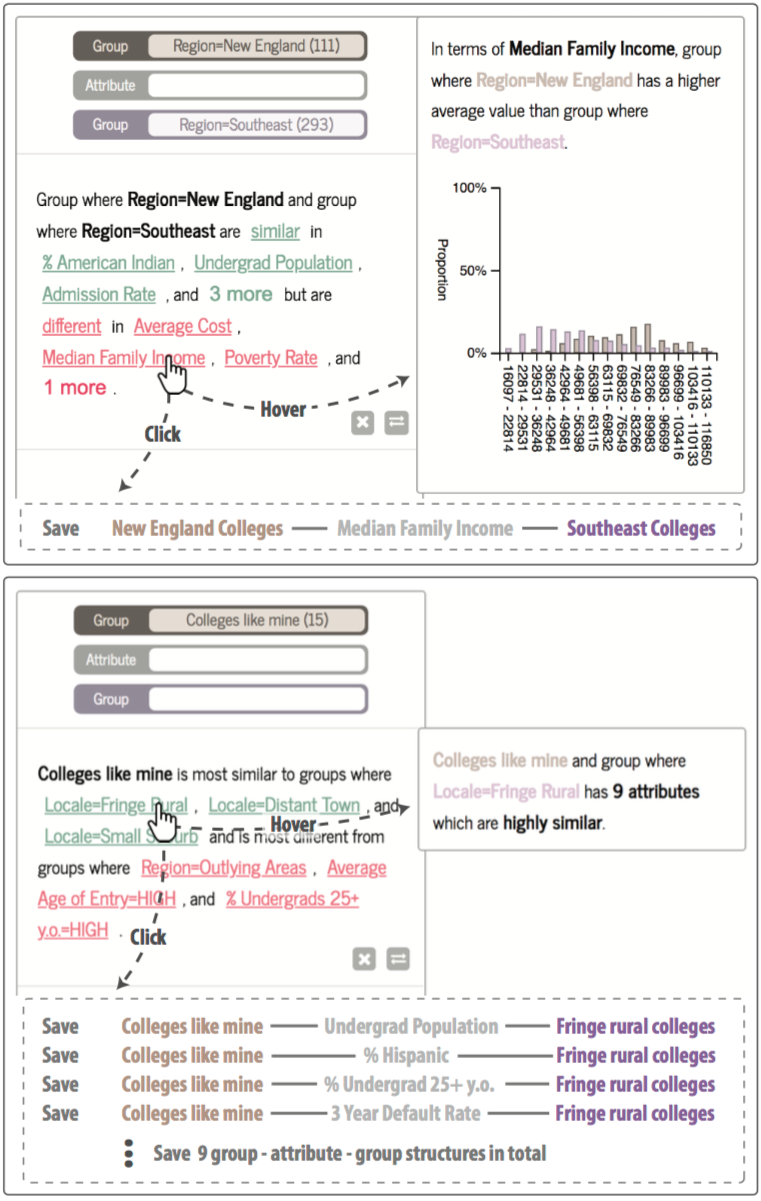 Group Region=New England (111)
Attribute
Group Region=Southeast (293)
Group where Region=New England and group
where Region=Southeast are similar in
% American Indian , Undergrad Population ,
Admission Rate , and 3 more but are
different in Average Cost ,
Median Family Income , Poverty Rate , and
1 more .
Hover
Click
In terms of Median Family Income, group
where Region=New England has a higher
average value than group where
Region=Southeast.
100%
50%
0%
Proportion
16097 - 22814
22814 - 29531
29531 - 36248
36248 - 42964
42964 - 49681
49681 - 56398
56398 - 63115
63115 - 69832
69832 - 76549
76549 - 83266
83266 - 89983
89983 - 96699
96699 - 103416
103416 - 110133
110133 - 116850
Save New England Colleges Median Family Income Southeast Colleges
Group Colleges like mine (15)
Attribute
Group
Colleges like mine is most similar to groups where
Locale=Fringe Rural , Locale=Distant Town , and
Locale=Small Suburb and is most different from
groups where Region=Outlying Areas , Average
Age of Entry=HIGH , and % Undergrads 25+
y.o.=HIGH .
Hover
Click
Colleges like mine and group where
Locale=Fringe Rural has 9 attributes
which are highly similar.
Save Colleges like mine Undergrad Population Fringe rural colleges
Save Colleges like mine % Hispanic Fringe rural colleges
Save Colleges like mine % Undergrad 25+ y.o. Fringe rural colleges
Save Colleges like mine 3 Year Default Rate Fringe rural colleges
Save 9 group - attribute - group structures in total